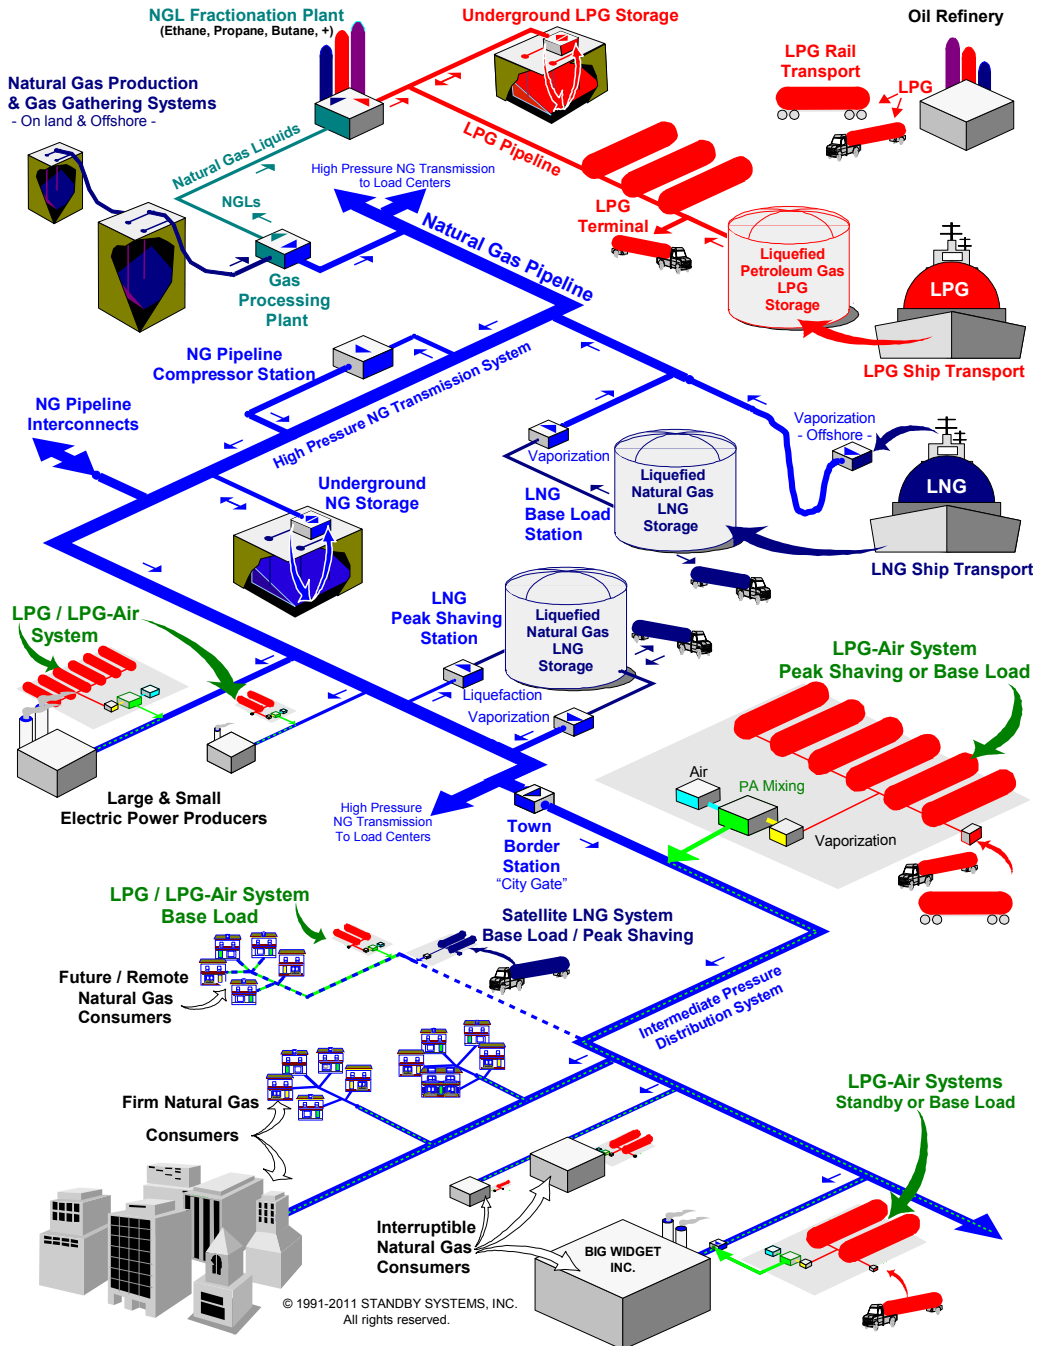 NGL Fractionation Plant
(Ethane, Propane, Butane, +)
Underground LPG Storage
Oil Refinery
LPG Rail
Transport
LPG
Natural Gas Production
& Gas Gathering Systems
- On land & Offshore -
Natural Gas Liquids
LPG Pipeline
High Pressure NG Transmission
to Load Centers
NGLs
LPG
Terminal
Natural Gas Pipeline
Liquefied
Petroleum Gas
LPG
Storage
LPG
Gas
Processing
Plant
NG Pipeline
Compressor Station
LPG Ship Transport
High Pressure NG Transmission System
NG Pipeline
Interconnects
Vaporization
- Offshore -
Vaporization
Underground
NG Storage
Liquefied
Natural Gas
LNG
Storage
LNG
LNG
Base Load
Station
LNG Ship Transport
LNG
Peak Shaving
Station
Liquefied
Natural Gas
LNG
Storage
LPG / LPG-Air
System
LPG-Air System
Peak Shaving or Base Load
Liquefaction
Vaporization
Air
PA Mixing
Vaporization
Large & Small
Electric Power Producers
High Pressure
NG Transmission
To Load Centers
Town
Border
Station
“City Gate”
LPG / LPG-Air System
Base Load
Satellite LNG System
Base Load / Peak Shaving
Future / Remote
Natural Gas
Consumers
Intermediate Pressure
Distribution System
Firm Natural Gas
Consumers
LPG-Air Systems
Standby or Base Load
Interruptible
Natural Gas
Consumers
BIG WIDGET
INC.
© 1991-2011 STANDBY SYSTEMS, INC.
All rights reserved.